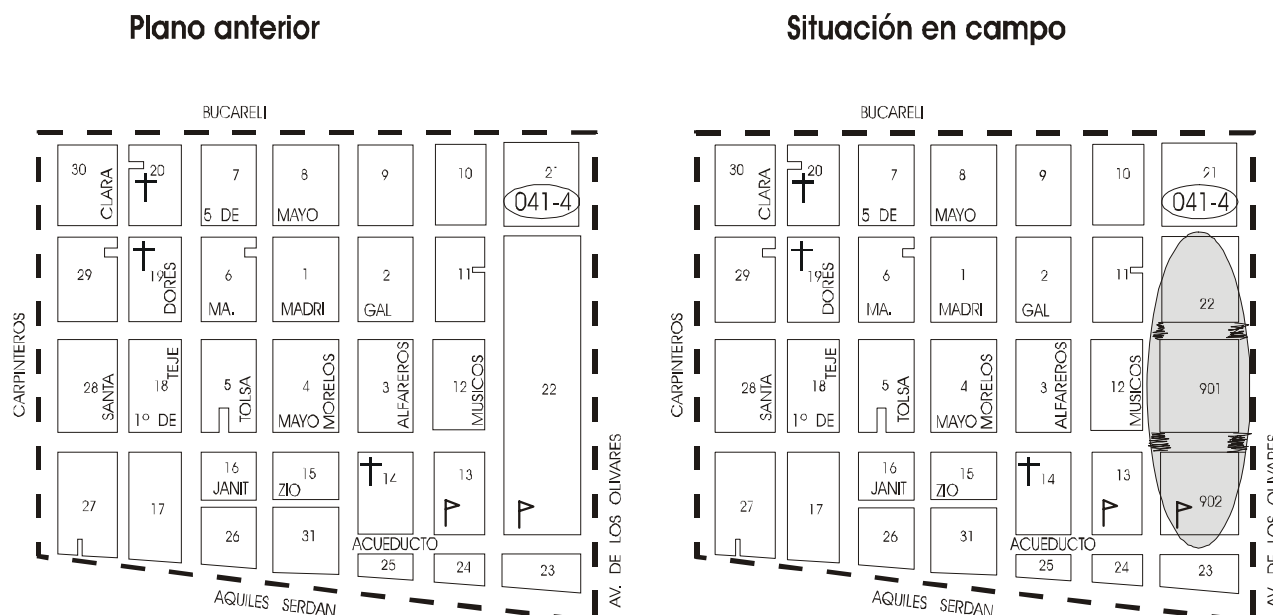 Plano anterior
BUCARELI
30 20 7 8 9 10 21
CLARA
041-4
5 DE MAYO
29 19 6 1 2 11
DORES
MA. MADRI GAL
CARPINTEROS
28 18 5 4 3 12 22
SANTA
TEJE
TOLSA
MORELOS
ALFAREROS
MUSICOS
1º DE MAYO
27 17 16 15 14 13
JANIT ZIO
26 31
ACUEDUCTO
25 24 23
AQUILES SERDAN
AV. DE LOS OLIVARES
Situación en campo
BUCARELI
30 20 7 8 9 10 21
CLARA
041-4
5 DE MAYO
29 19 6 1 2 11 22
DORES
MA. MADRI GAL
CARPINTEROS
28 18 5 4 3 12 901
SANTA
TEJE
TOLSA
MORELOS
ALFAREROS
MUSICOS
1º DE MAYO
27 17 16 15 14 13 902
JANIT ZIO
26 31
ACUEDUCTO
25 24 23
AQUILES SERDAN
AV. DE LOS OLIVARES